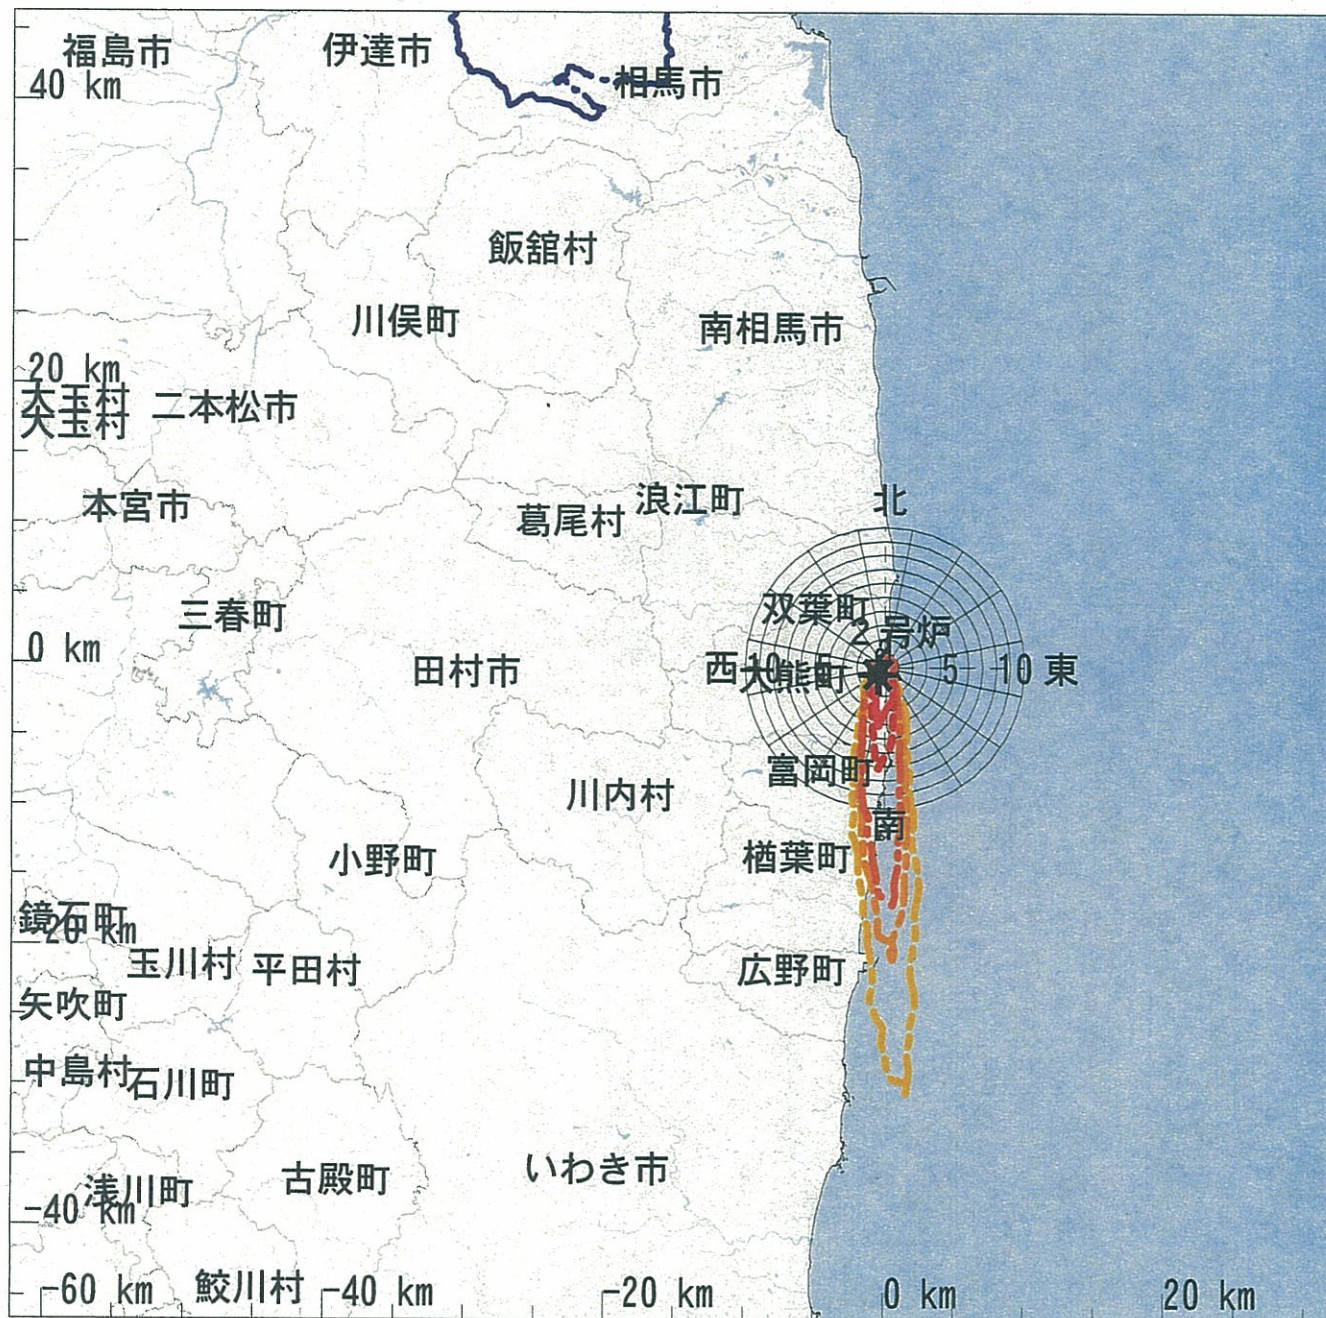 福島市
伊達市
40 km
相馬市
飯舘村
川俣町
南相馬市
20 km
大玉村
大玉村
二本松市
本宮市
葛尾村
浪江町
北
三春町
双葉町
2号炉
0 km
田村市
西
-10
5
大熊町
5
10
東
富岡町
川内村
南
小野町
楢葉町
鏡石町
-20 km
玉川村
平田村
広野町
矢吹町
中島村
石川町
いわき市
浅川町
古殿町
-40 km
-60 km
鮫川村
-40 km
-20 km
0 km
20 km